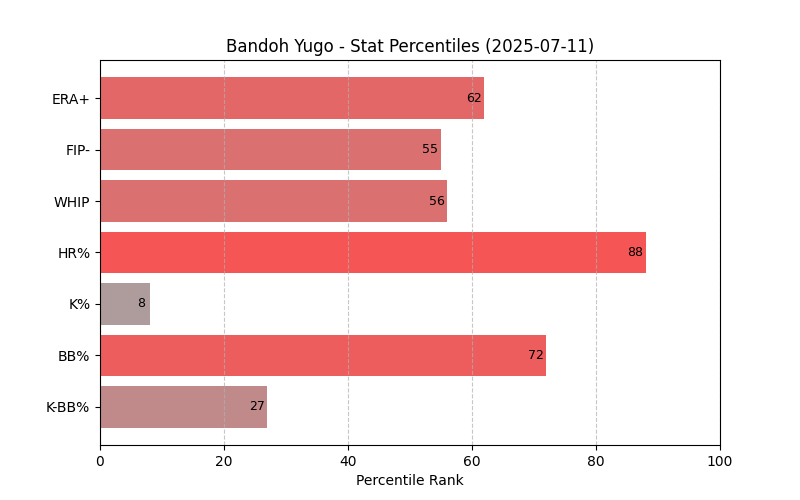 Bandoh Yugo - Stat Percentiles (2025-07-11)
ERA+ 62
FIP- 55
WHIP 56
HR% 88
K% 8
BB% 72
K-BB% 27
0 20 40 60 80 100
Percentile Rank